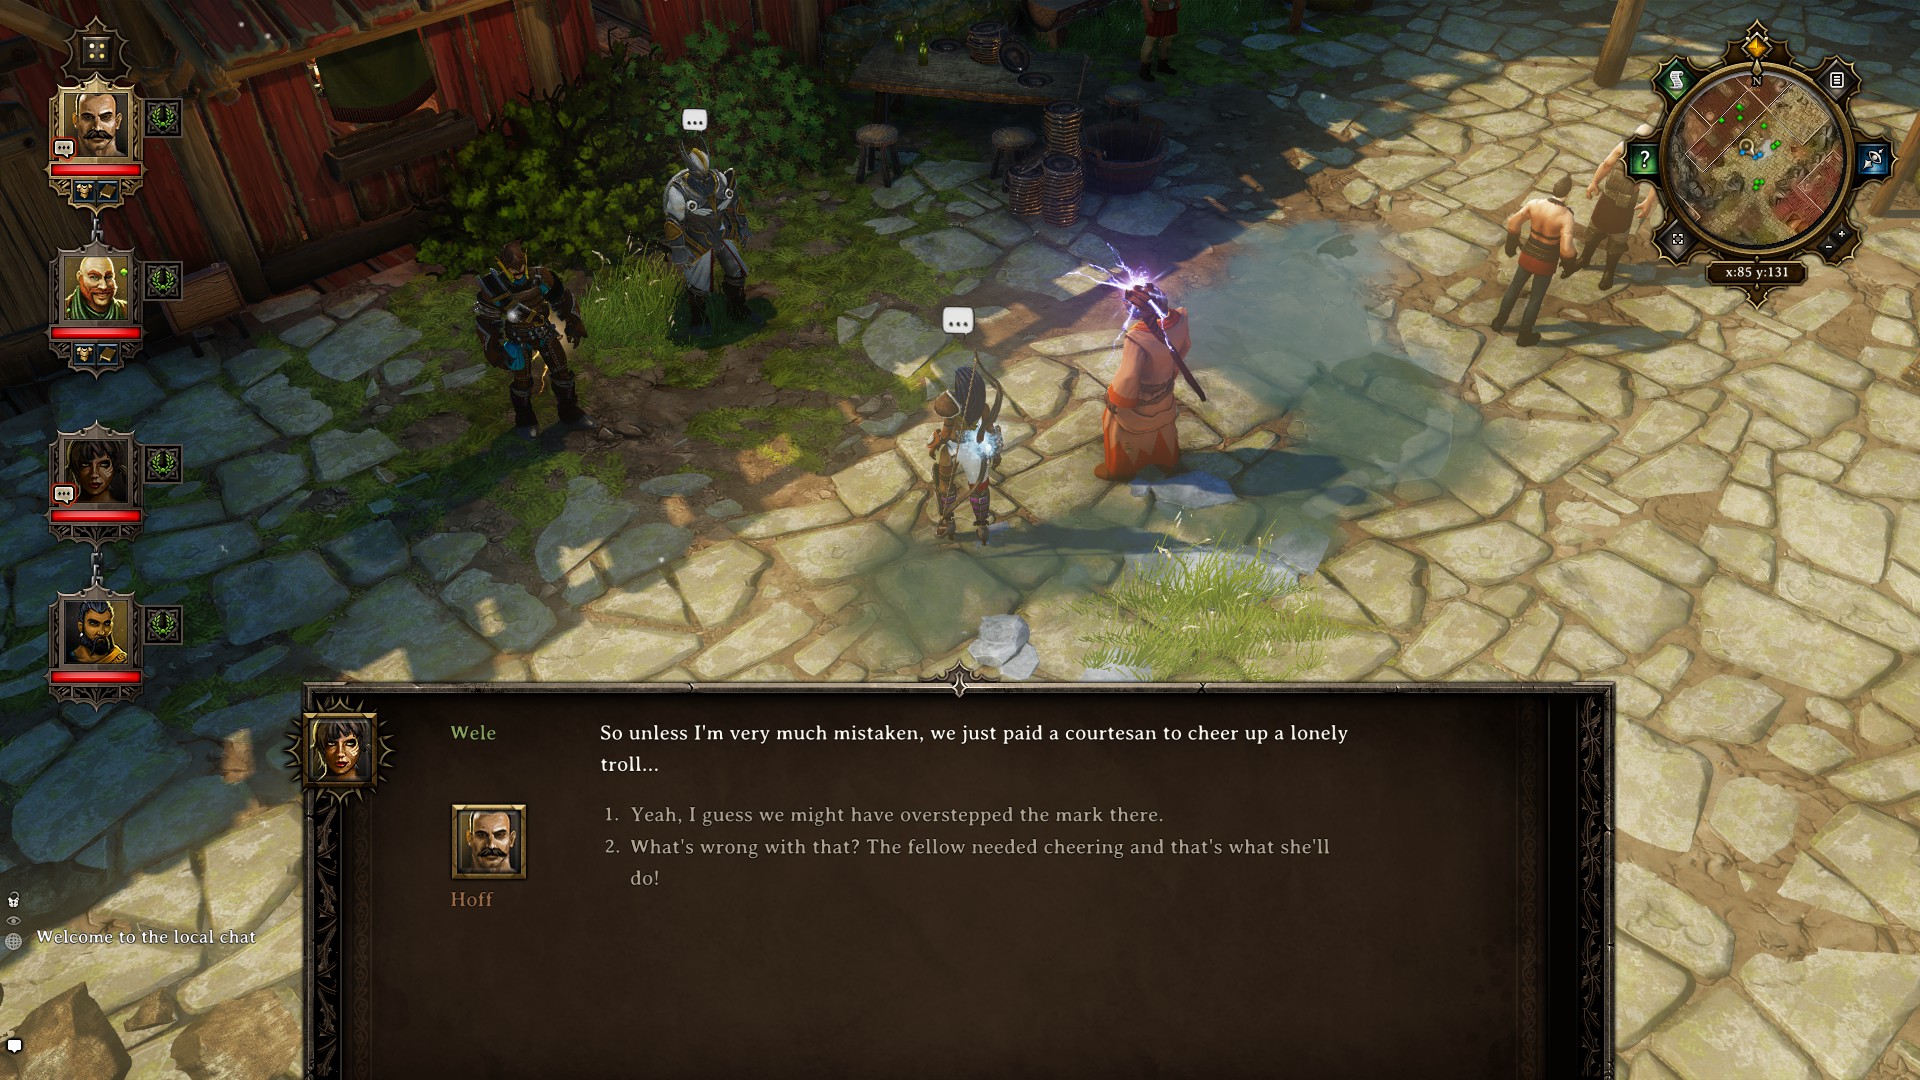 N
?
x:85 y:131
Wele
So unless I'm very much mistaken, we just paid a courtesan to cheer up a lonely
troll...
1. Yeah, I guess we might have overstepped the mark there.
2. What's wrong with that? The fellow needed cheering and that's what she'll
do!
Hoff
Welcome to the local chat